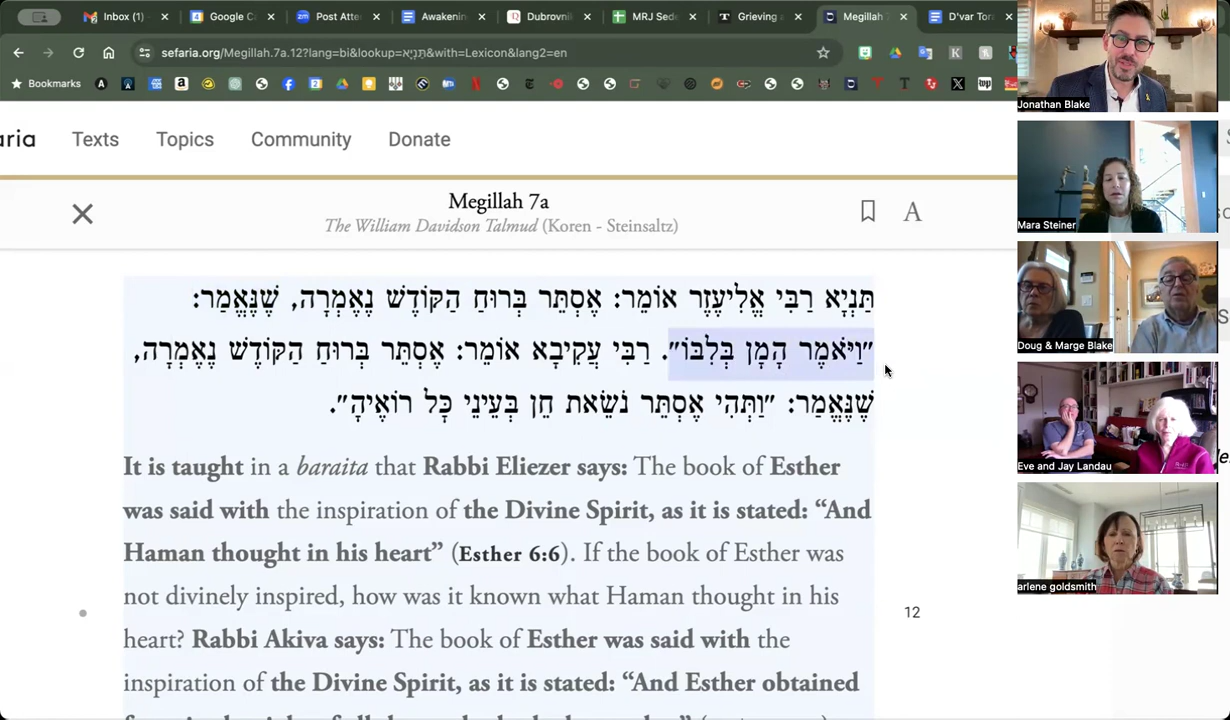 Inbox (1)
Google C
Post Atte
Awakenin
Dubrovnil
MRJ Sede
Grieving a
Megillah 7
D'var Tora
sefaria.org/Megillah.7a.12?lang=bi&lookup=תַּנְיָא&with=Lexicon&lang2=en
Bookmarks
aria
Texts
Topics
Community
Donate
Megillah 7a
The William Davidson Talmud (Koren - Steinsaltz)
A
תַּנְיָא רַבִּי אֱלִיעֶזֶר אוֹמֵר: אֶסְתֵּר בְּרוּחַ הַקּוֹדֶשׁ נֶאֶמְרָה, שֶׁנֶּאֱמַר:
״וַיֹּאמֶר הָמָן בְּלִבּוֹ״. רַבִּי עֲקִיבָא אוֹמֵר: אֶסְתֵּר בְּרוּחַ הַקּוֹדֶשׁ נֶאֶמְרָה,
שֶׁנֶּאֱמַר: ״וַתְּהִי אֶסְתֵּר נֹשֵׂאת חֵן בְּעֵינֵי כׇּל רוֹאֶיהָ״.
It is taught in a baraita that Rabbi Eliezer says: The book of Esther
was said with the inspiration of the Divine Spirit, as it is stated: “And
Haman thought in his heart” (Esther 6:6). If the book of Esther was
not divinely inspired, how was it known what Haman thought in his
heart? Rabbi Akiva says: The book of Esther was said with the
inspiration of the Divine Spirit, as it is stated: “And Esther obtained
12
Jonathan Blake
Mara Steiner
Doug & Marge Blake
Eve and Jay Landau
arlene goldsmith